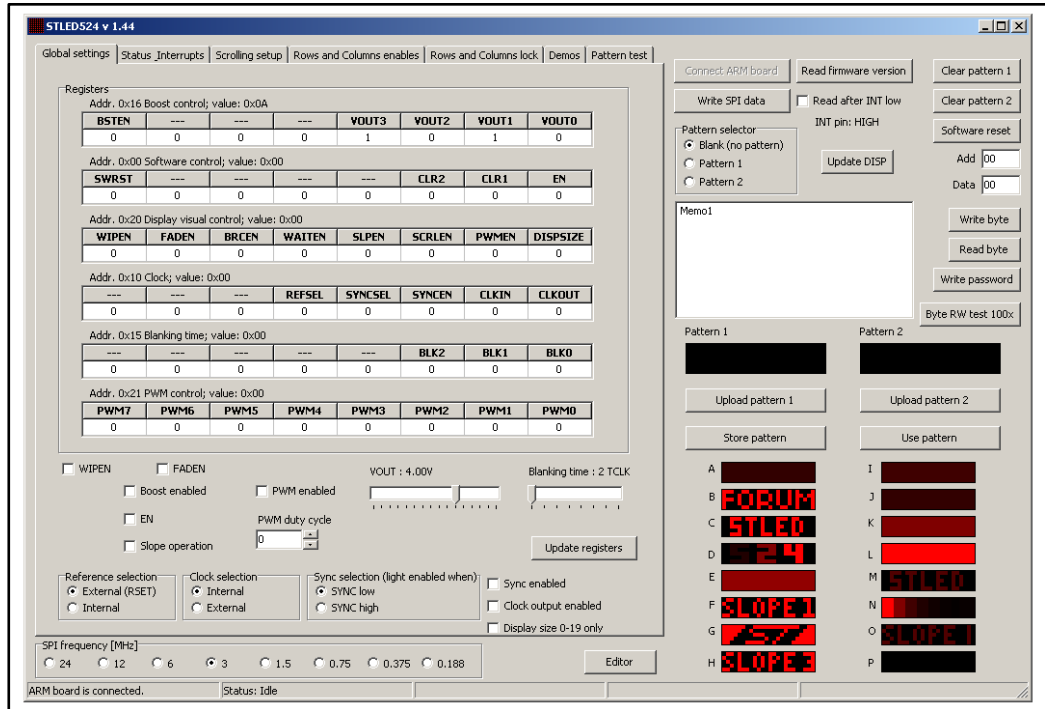 STLED524 v 1.44
Global settings Status_Interrupts Scrolling setup Rows and Columns enables Rows and Columns lock Demos Pattern test
Registers
Addr. 0x16 Boost control; value: 0x0A
BSTEN --- --- --- VOUT3 VOUT2 VOUT1 VOUT0
0 0 0 0 1 0 1 0
Addr. 0x00 Software control; value: 0x00
SWRST --- --- --- --- CLR2 CLR1 EN
0 0 0 0 0 0 0 0
Addr. 0x20 Display visual control; value: 0x00
WIPEN FADEN BRCEN WAITEN SLPEN SCRLEN PWMEN DISPSIZE
0 0 0 0 0 0 0 0
Addr. 0x10 Clock; value: 0x00
--- --- --- REFSEL SYNCSEL SYNCEN CLKIN CLKOUT
0 0 0 0 0 0 0 0
Addr. 0x15 Blanking time; value: 0x00
--- --- --- --- --- BLK2 BLK1 BLK0
0 0 0 0 0 0 0 0
Addr. 0x21 PWM control; value: 0x00
PWM7 PWM6 PWM5 PWM4 PWM3 PWM2 PWM1 PWM0
0 0 0 0 0 0 0 0
WIPEN FADEN VOUT : 4.00V Blanking time : 2 TCLK
Boost enabled PWM enabled
EN PWM duty cycle
0
Slope operation Update registers
Reference selection
External (RSET)
Internal
Clock selection
Internal
External
Sync selection (light enabled when)
SYNC low
SYNC high
Sync enabled
Clock output enabled
Display size 0-19 only
SPI frequency [MHz]
24 12 6 3 1.5 0.75 0.375 0.188
Editor
Connect ARM board Read firmware version Clear pattern 1
Write SPI data Read after INT low Clear pattern 2
INT pin: HIGH
Software reset
Pattern selector
Blank (no pattern)
Pattern 1
Pattern 2
Update DISP
Add 00
Data 00
Memo1
Write byte
Read byte
Write password
Byte RW test 100x
Pattern 1 Pattern 2
Upload pattern 1 Upload pattern 2
Store pattern Use pattern
A
B FORUM
C STLED
D 524
E
F SLOPE1
G /ST/
H SLOPE3
I
J
K
L
M STLED
N
O SLOPE1
P
ARM board is connected. Status: Idle